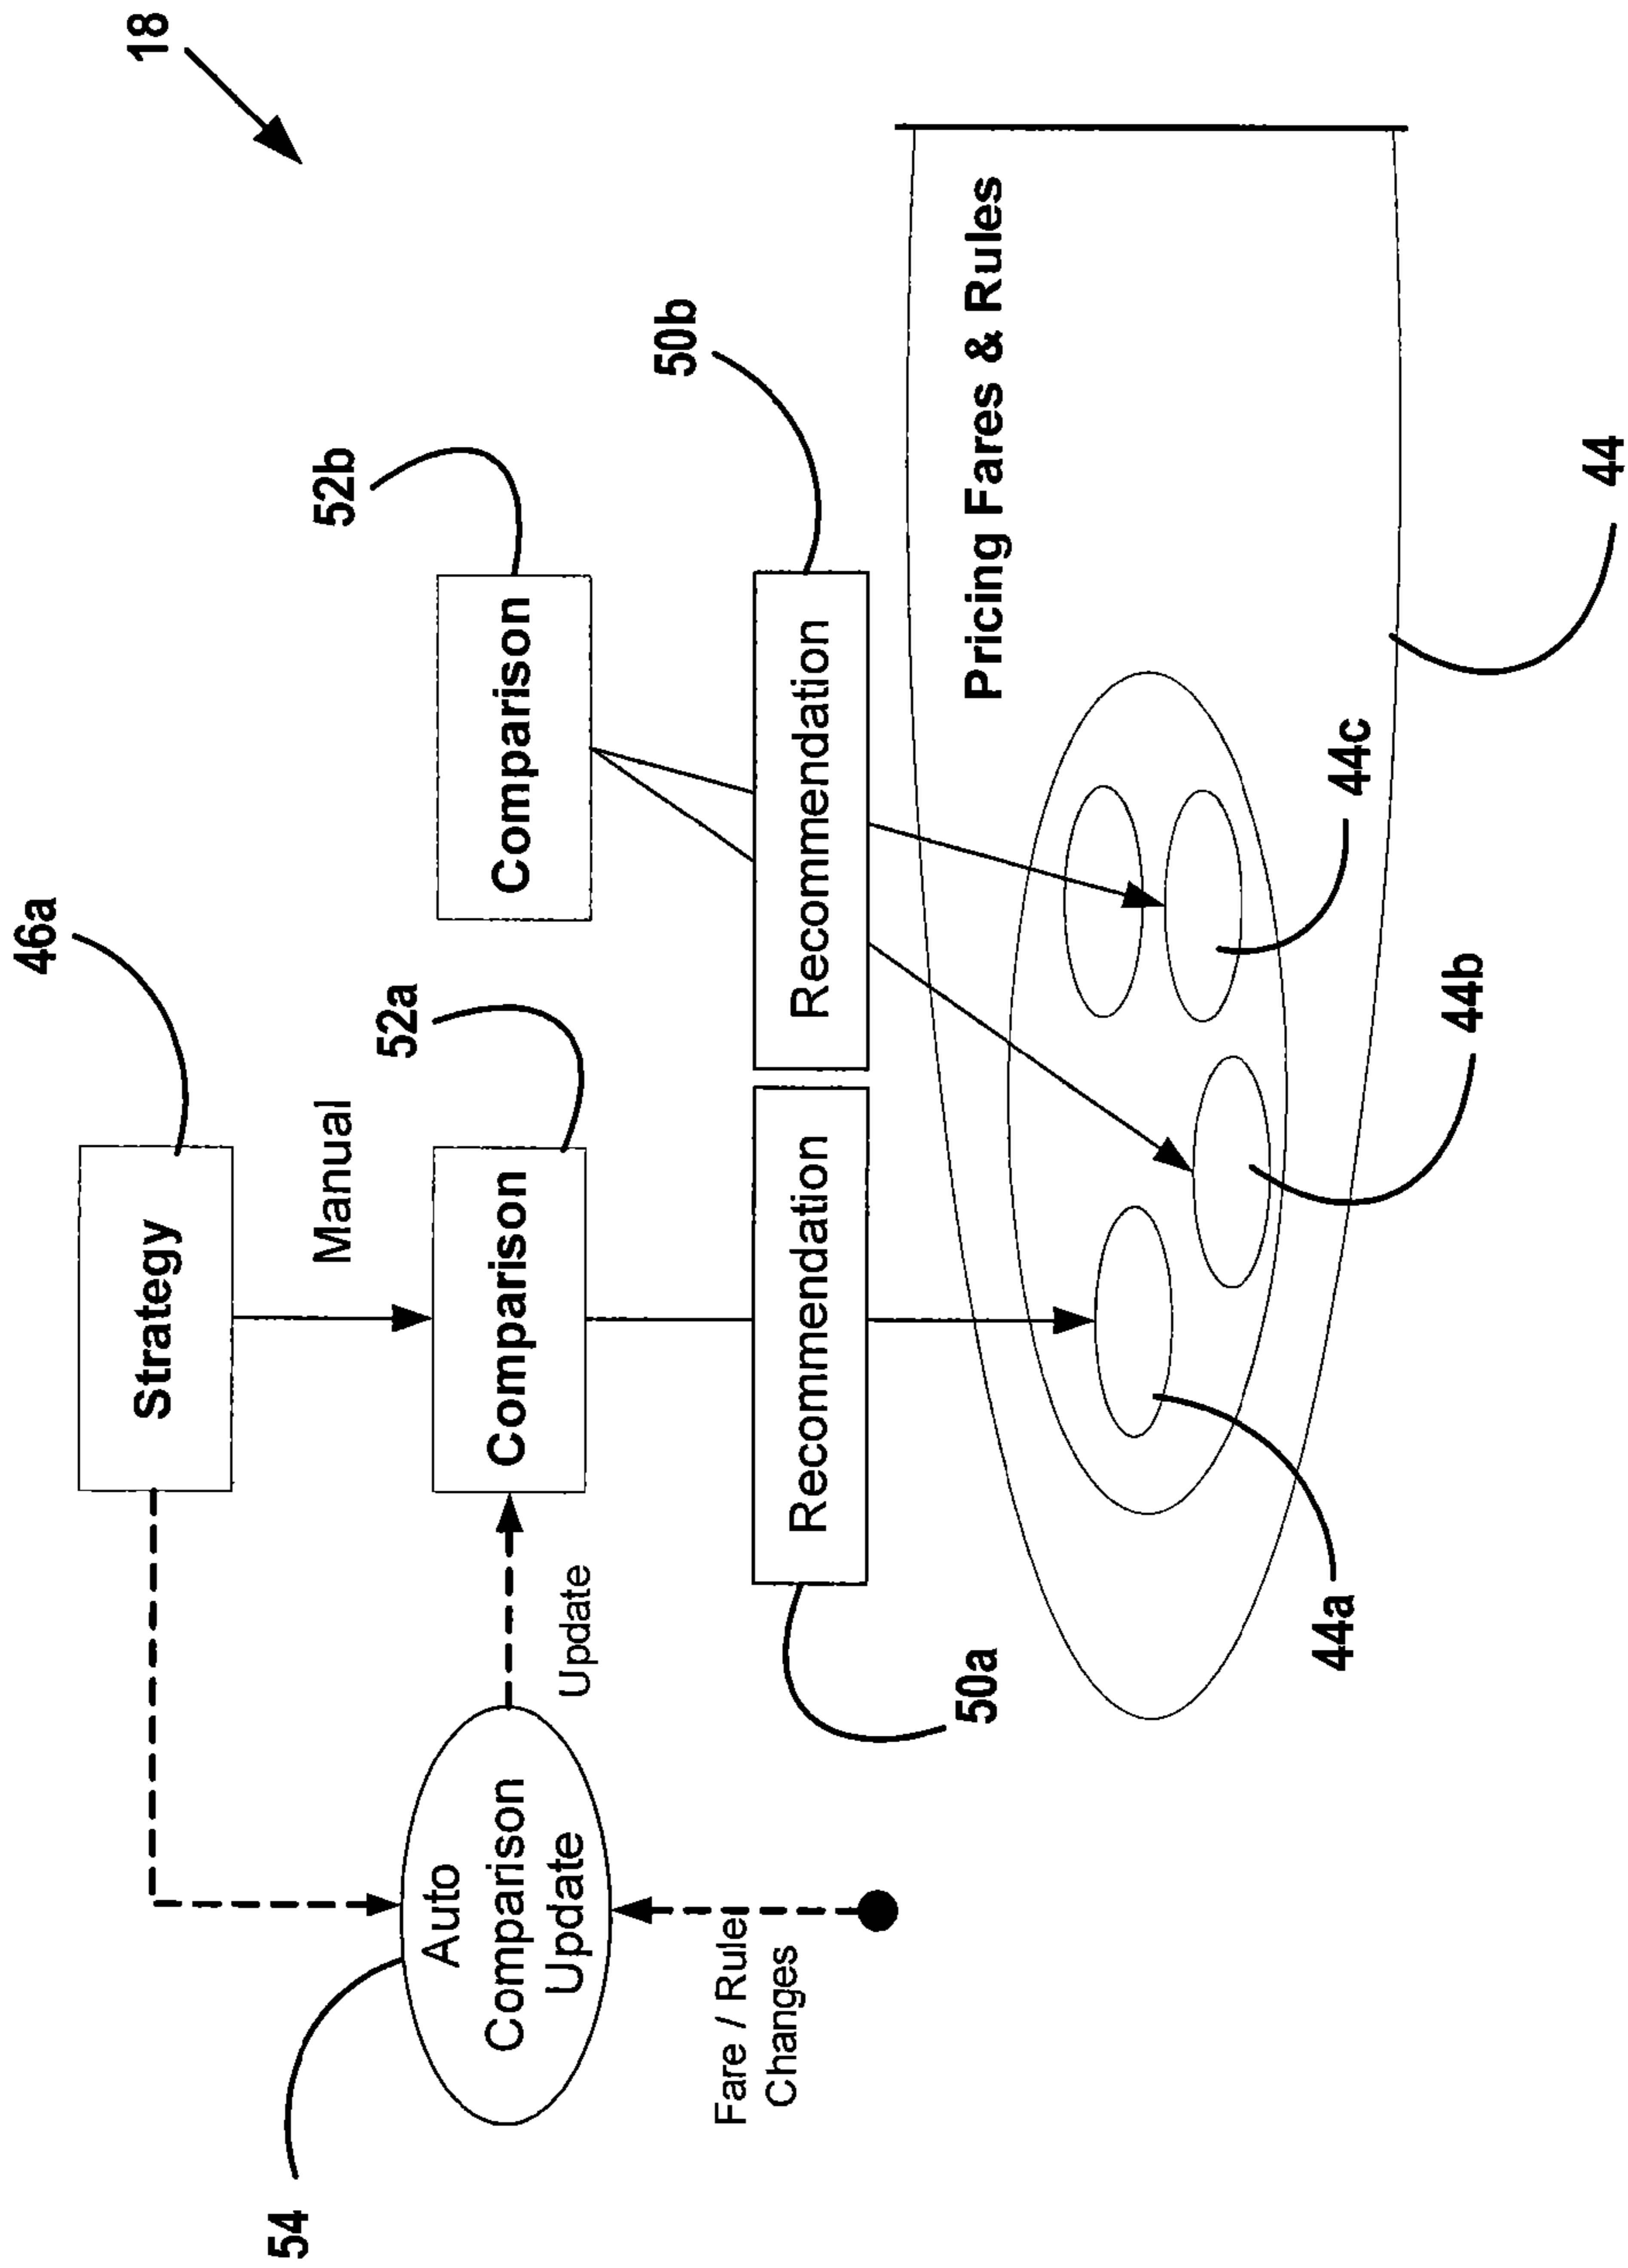 18
46a
Strategy
Manual
52a
52b
Comparison
Comparison
54
Auto
Comparison
Update
Update
50b
Recommendation
Recommendation
50a
Fare / Rule
Changes
Pricing Fares & Rules
44a
44b
44c
44